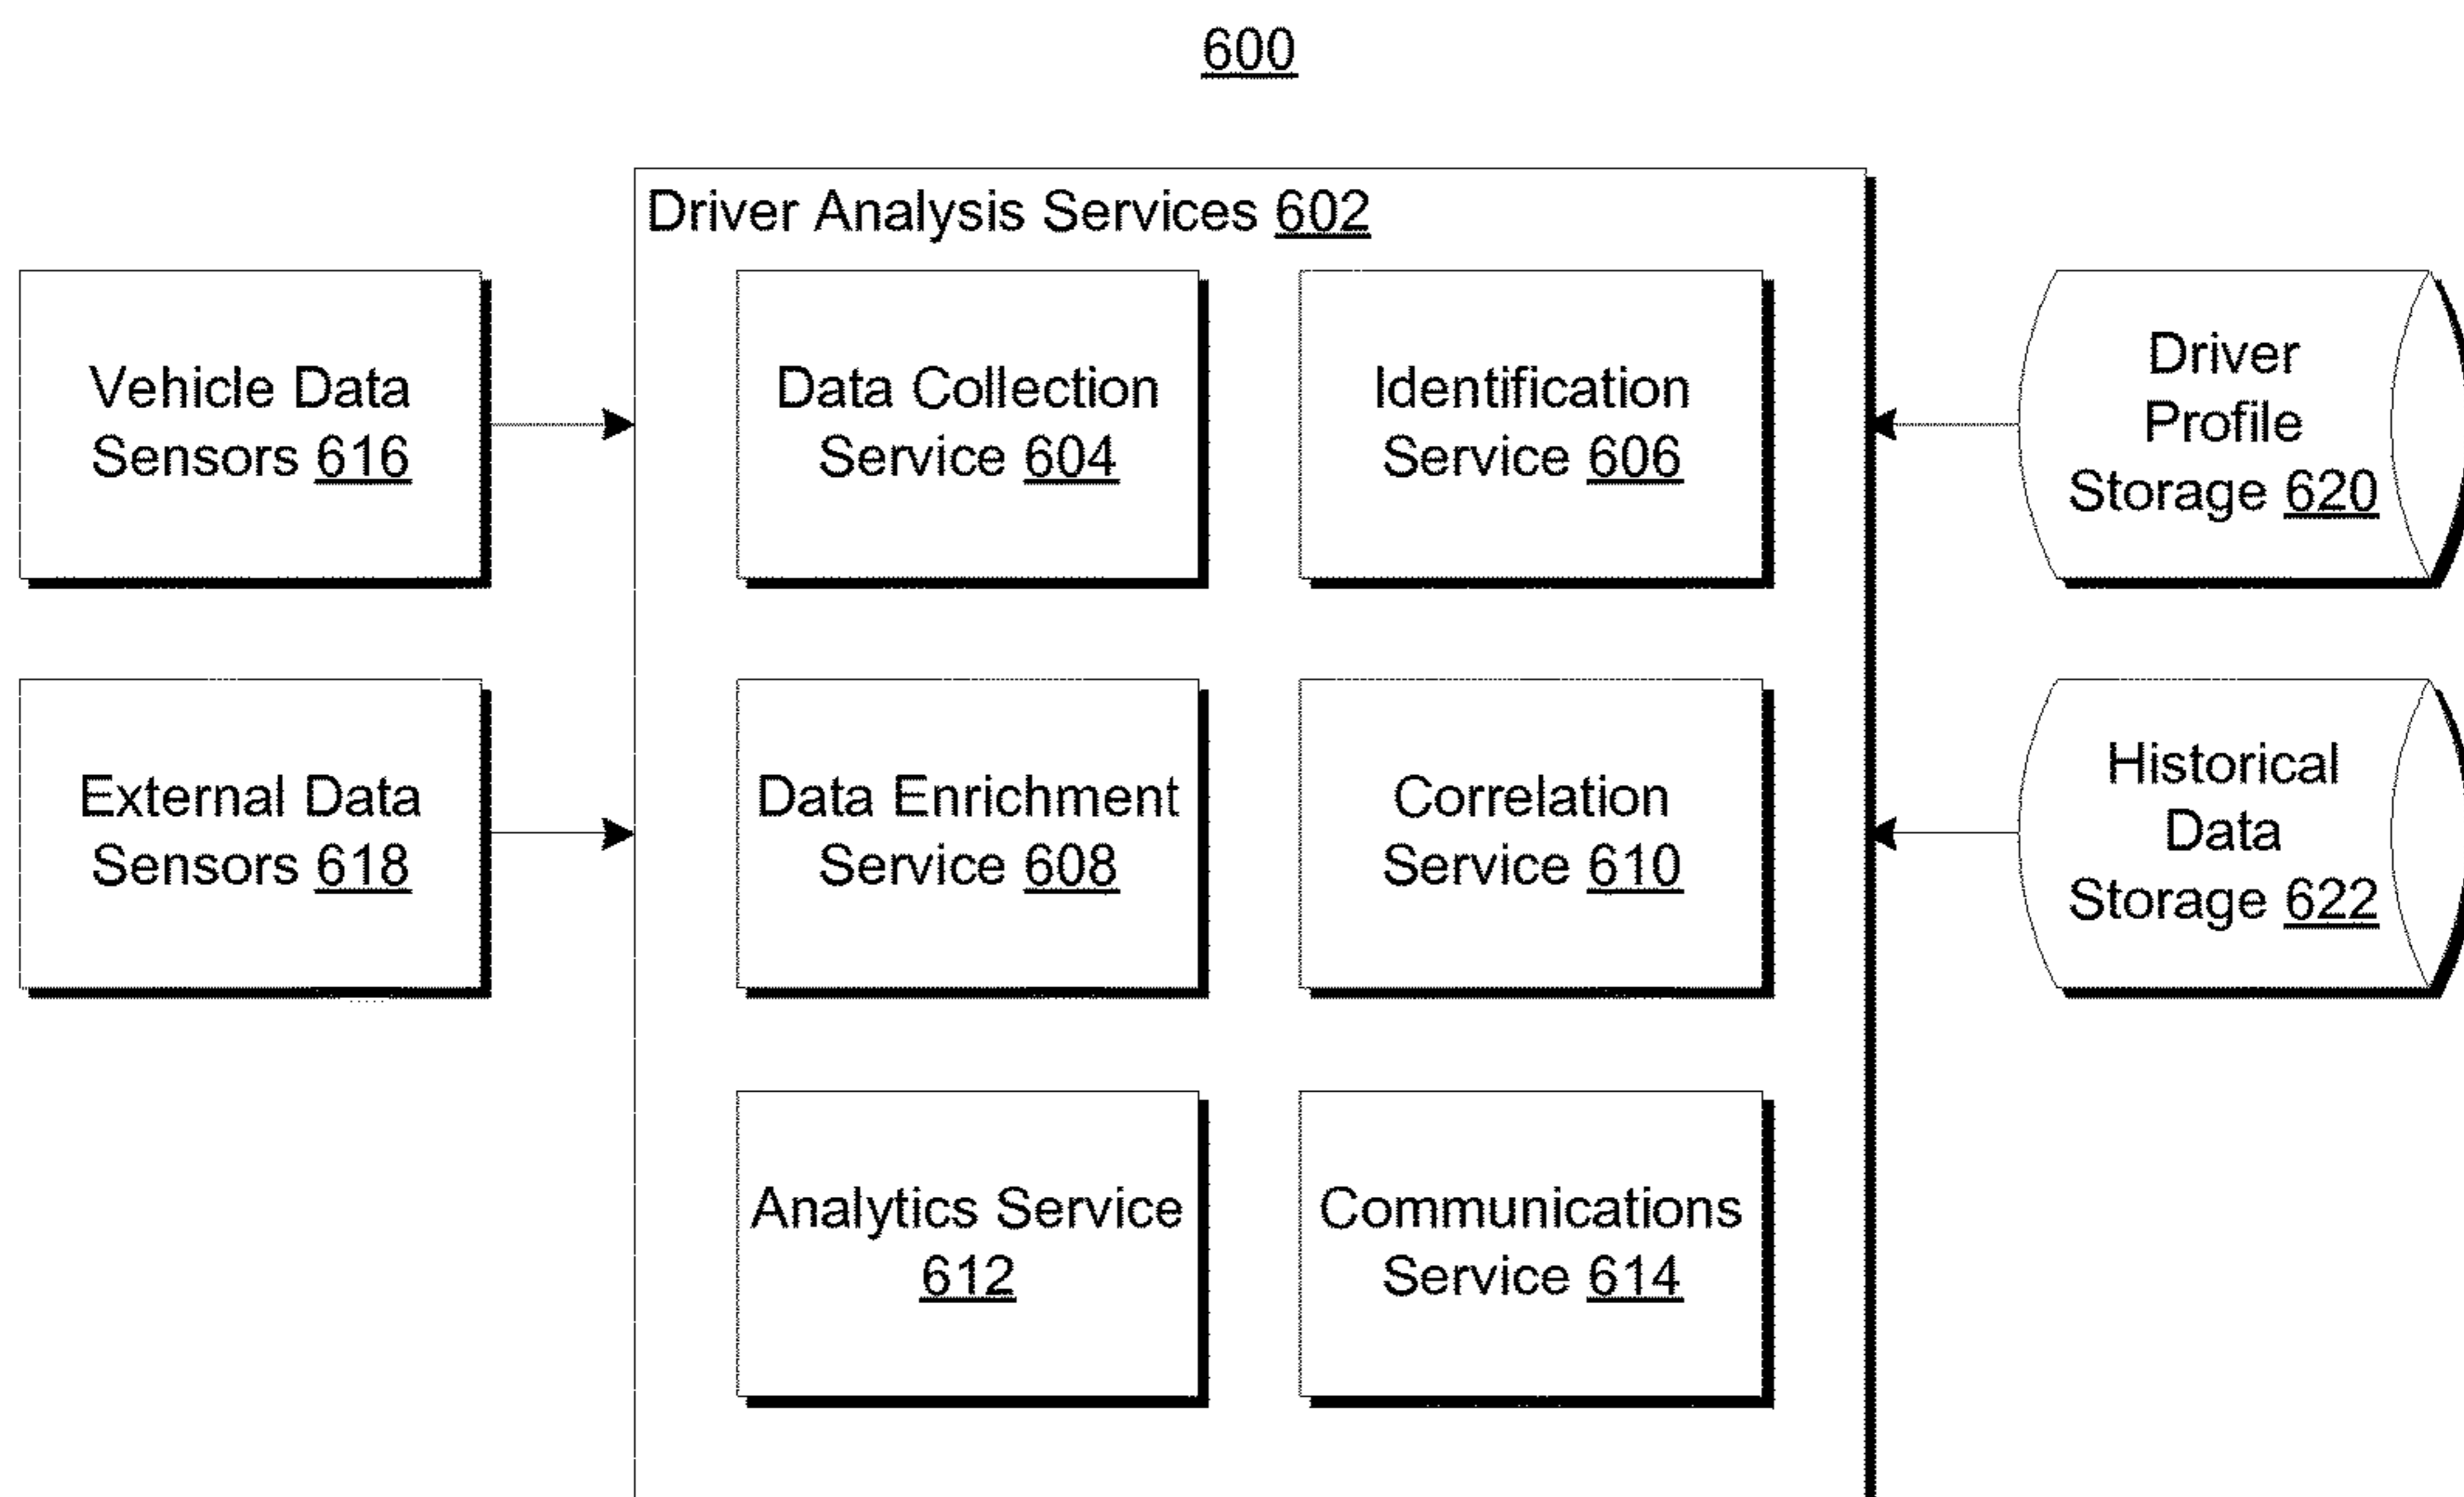 600
Driver Analysis Services 602
Vehicle Data
Sensors 616
Data Collection
Service 604
Identification
Service 606
Driver
Profile
Storage 620
External Data
Sensors 618
Data Enrichment
Service 608
Correlation
Service 610
Historical
Data
Storage 622
Analytics Service
612
Communications
Service 614